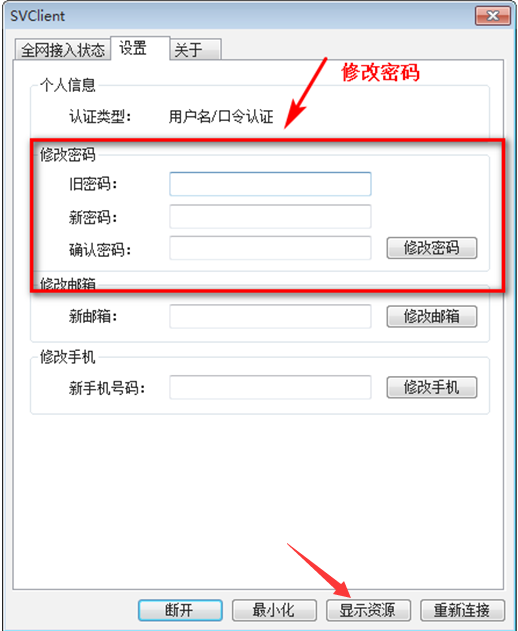 SVClient
全网接入状态 设置 关于
修改密码
个人信息
认证类型： 用户名/口令认证
修改密码
旧密码：
新密码：
确认密码： 修改密码
修改邮箱
新邮箱： 修改邮箱
修改手机
新手机号码： 修改手机
断开 最小化 显示资源 重新连接